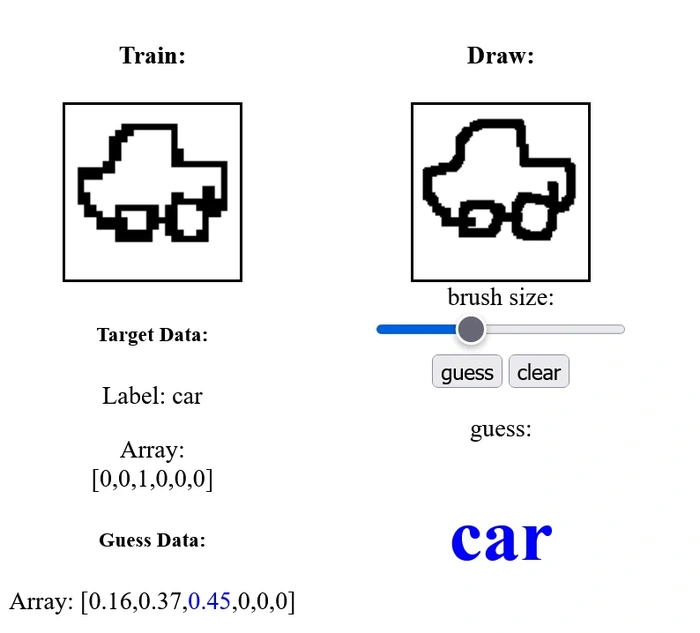 Train:
Target Data:
Label: car
Array:
[0,0,1,0,0,0]
Guess Data:
Array: [0.16,0.37,0.45,0,0,0]
Draw:
brush size:
guess clear
guess:
car